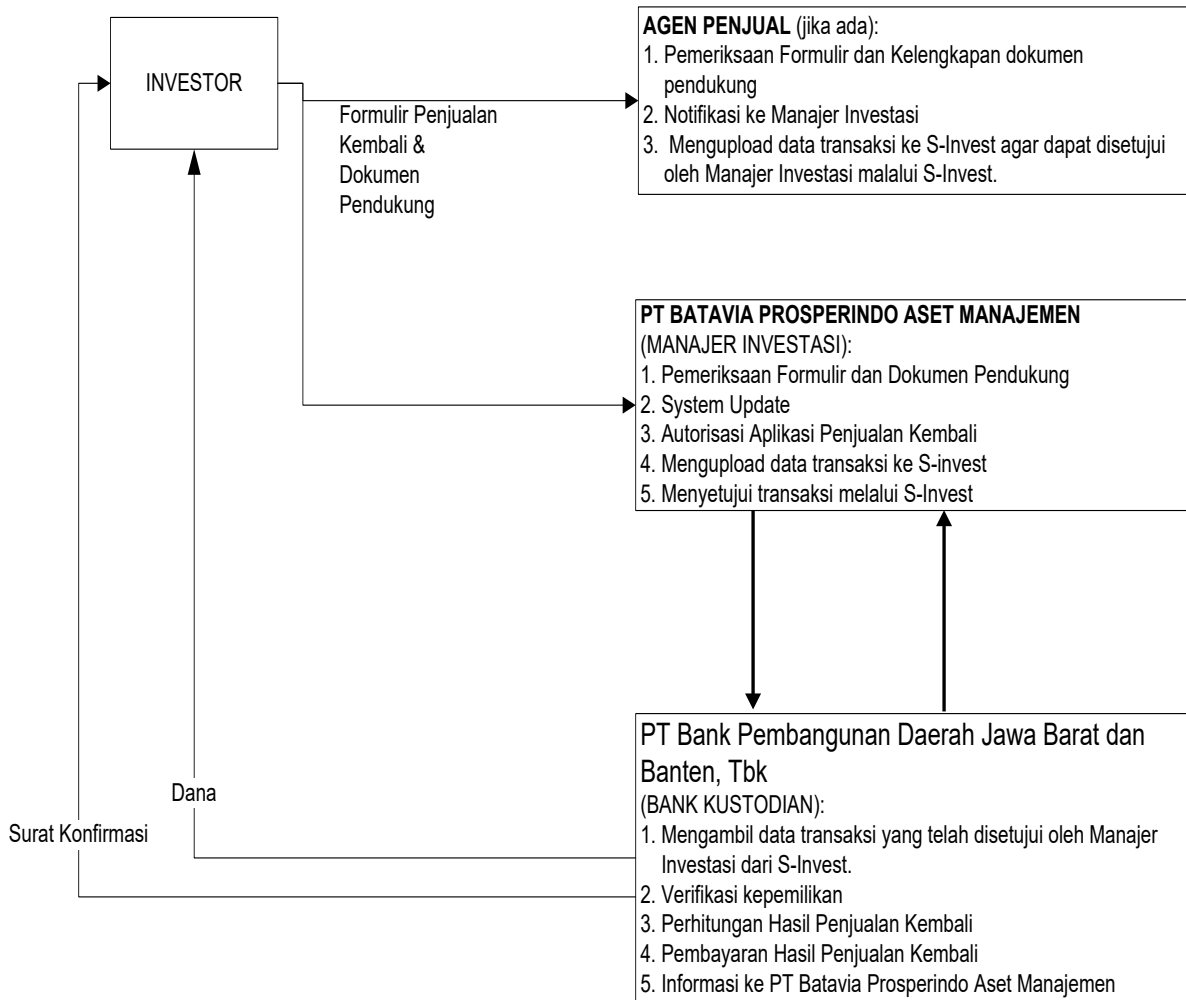 INVESTOR
Formulir Penjualan
Kembali &
Dokumen
Pendukung
AGEN PENJUAL (jika ada):
1. Pemeriksaan Formulir dan Kelengkapan dokumen
pendukung
2. Notifikasi ke Manajer Investasi
3. Mengupload data transaksi ke S-Invest agar dapat disetujui
oleh Manajer Investasi malalui S-Invest.
PT BATAVIA PROSPERINDO ASET MANAJEMEN
(MANAJER INVESTASI):
1. Pemeriksaan Formulir dan Dokumen Pendukung
2. System Update
3. Autorisasi Aplikasi Penjualan Kembali
4. Mengupload data transaksi ke S-invest
5. Menyetujui transaksi melalui S-Invest
Dana
Surat Konfirmasi
PT Bank Pembangunan Daerah Jawa Barat dan
Banten, Tbk
(BANK KUSTODIAN):
1. Mengambil data transaksi yang telah disetujui oleh Manajer
Investasi dari S-Invest.
2. Verifikasi kepemilikan
3. Perhitungan Hasil Penjualan Kembali
4. Pembayaran Hasil Penjualan Kembali
5. Informasi ke PT Batavia Prosperindo Aset Manajemen